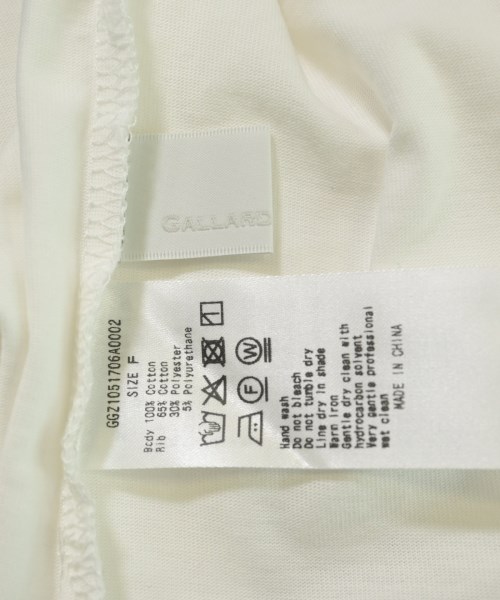 GALLARD
GGZ1051706A0002
SIZE F
Body 100% Cotton
Rib 65% Cotton
30% Polyester
5% Polyurethane
F W
Hand wash
Do not bleach
Do not tumble dry
Line dry in shade
Warm iron
Gentle dry clean with
hydrocarbon solvent
Very gentle professional
wet clean
MADE IN CHINA